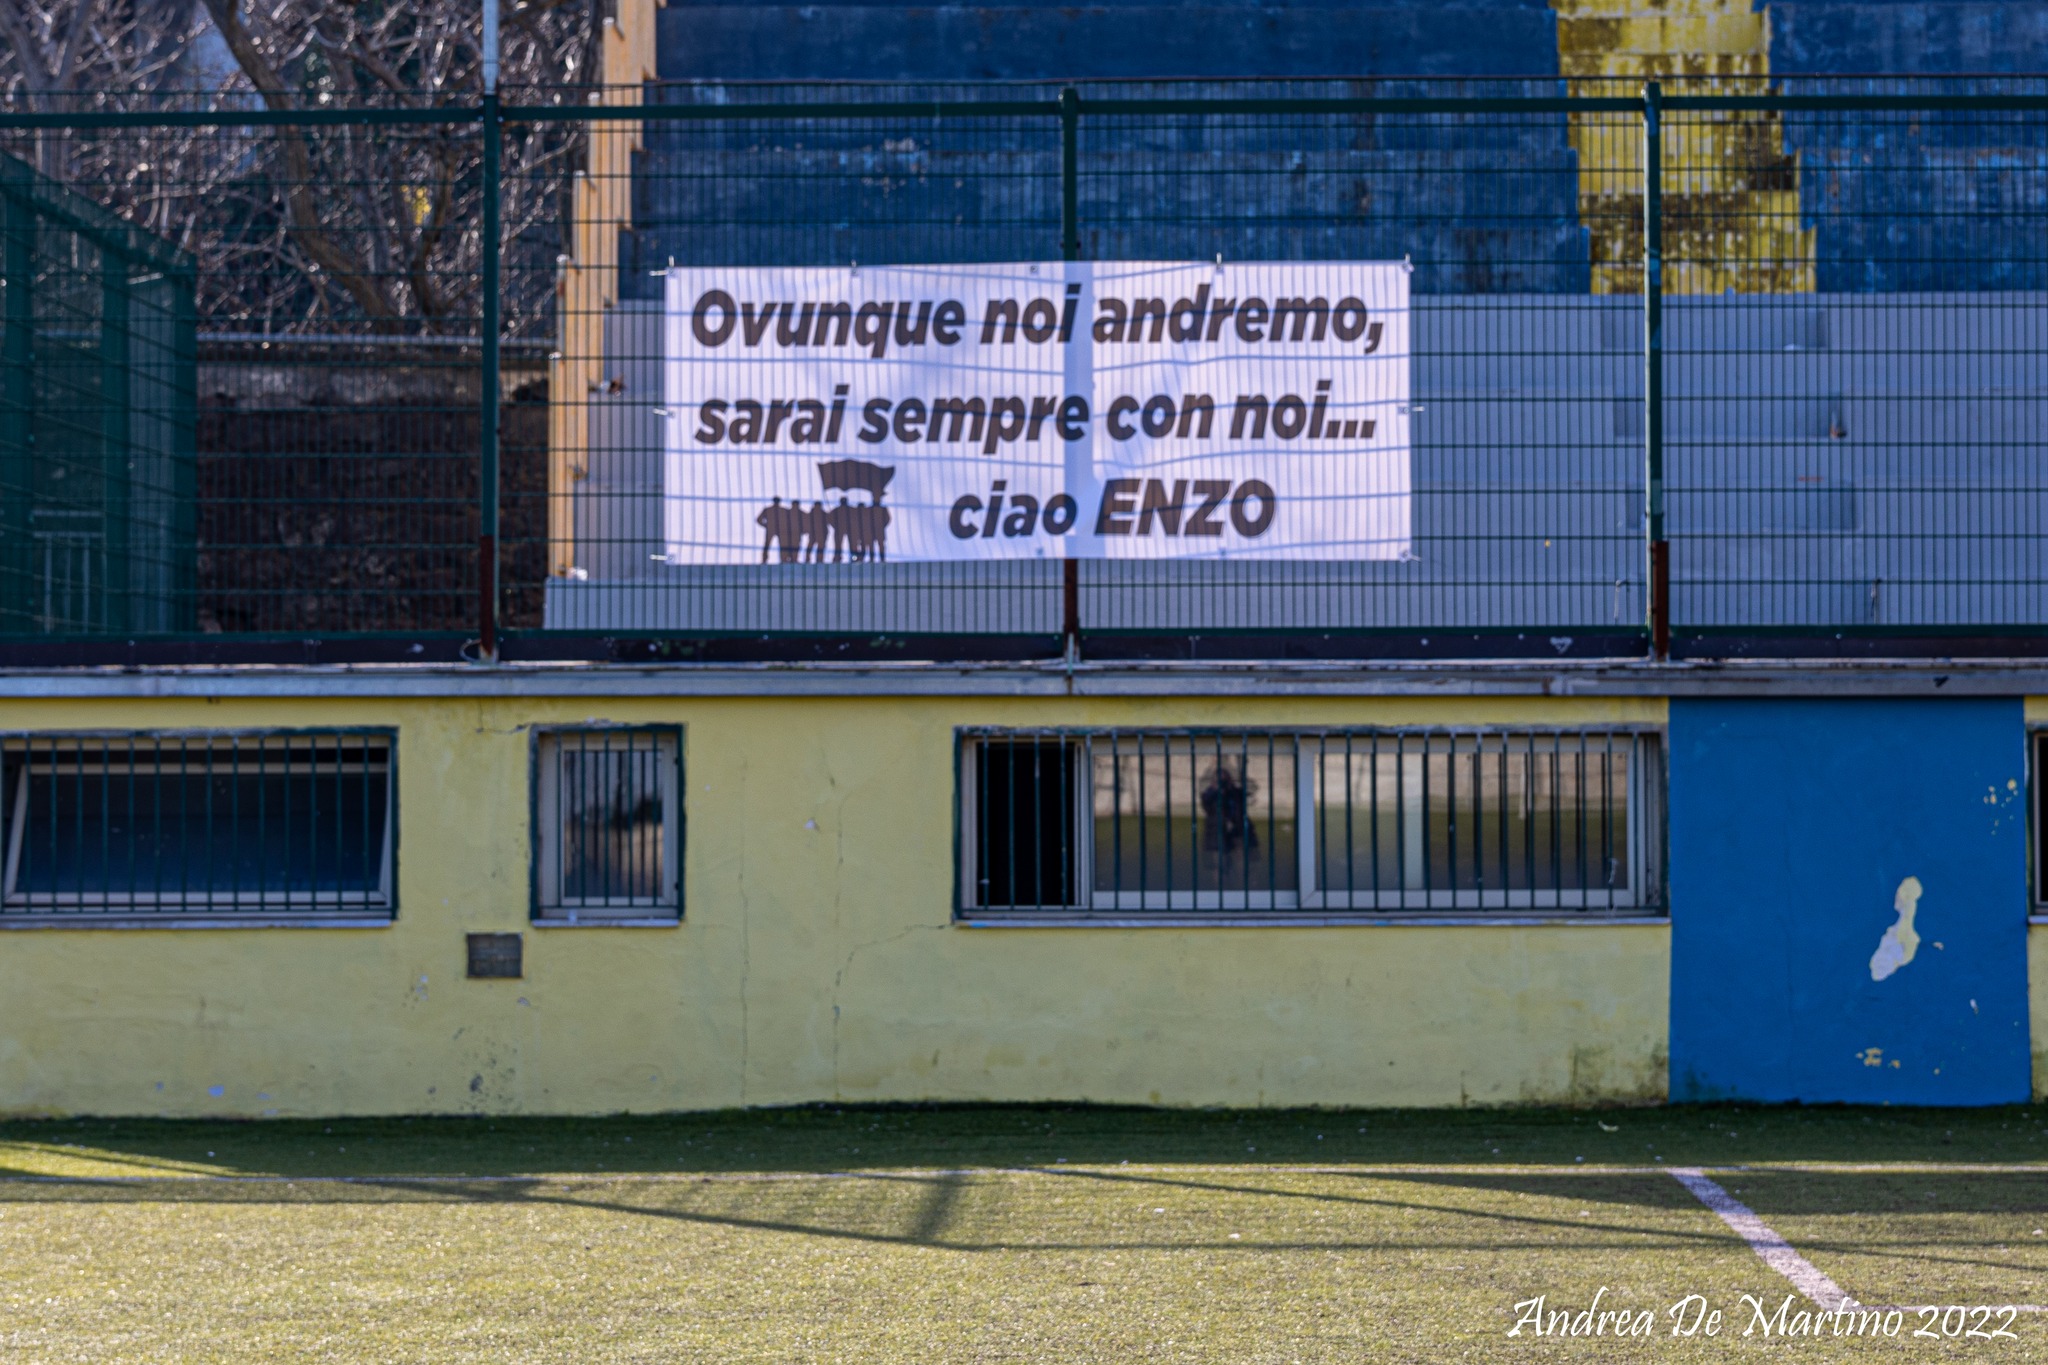 Ovunque noi andremo,
sarai sempre con noi...
ciao ENZO
Andrea De Martino 2022